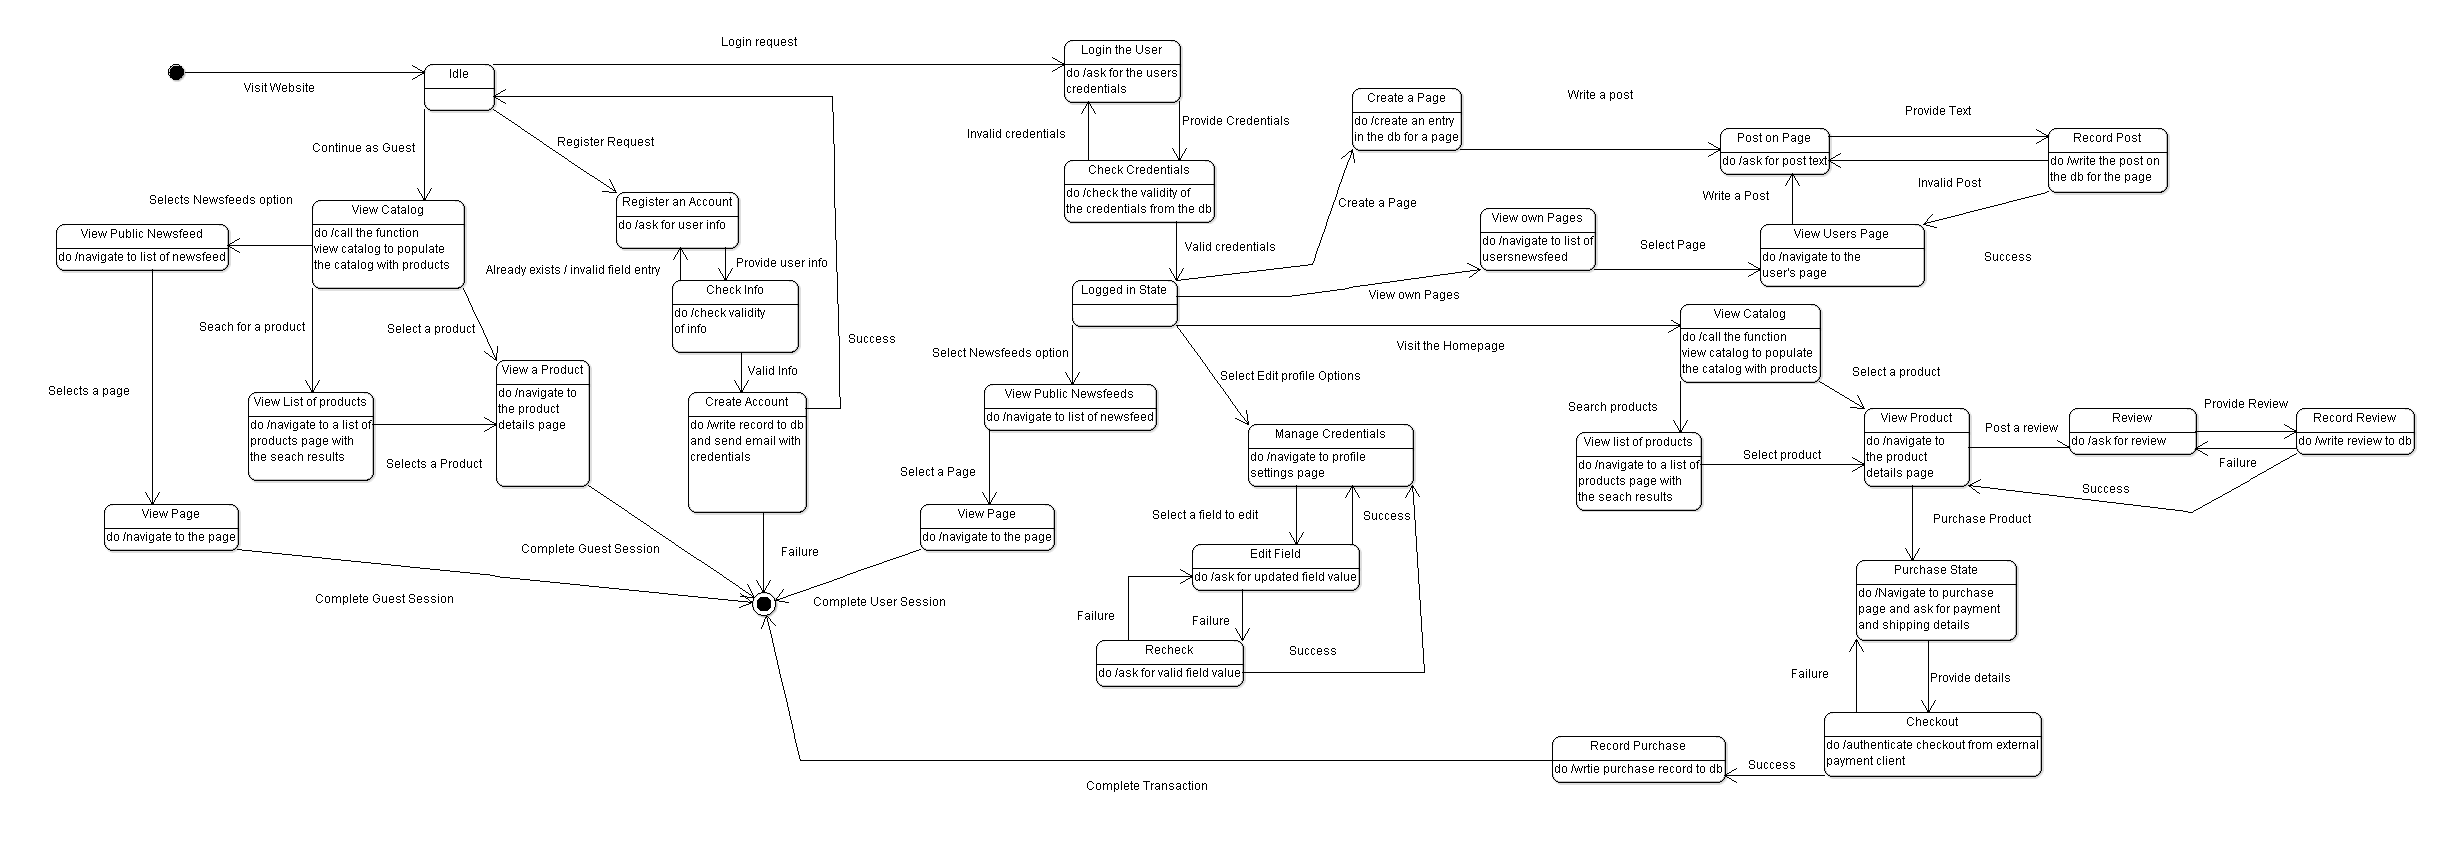 Login request
Visit Website
Idle
Continue as Guest
Register Request
Login the User
do /ask for the users
credentials
Invalid credentials
Provide Credentials
Check Credentials
do /check the validity of
the credentials from the db
Valid credentials
Create a Page
do /create an entry
in the db for a page
Write a post
Post on Page
do /ask for post text
Provide Text
Record Post
do /write the post on
the db for the page
Invalid Post
Write a Post
Create a Page
View own Pages
do /navigate to list of
usersnewsfeed
Select Page
View Users Page
do /navigate to the
user's page
Success
View own Pages
Selects Newsfeeds option
View Public Newsfeed
do /navigate to list of newsfeed
View Catalog
do /call the function
view catalog to populate
the catalog with products
Register an Account
do /ask for user info
Already exists / invalid field entry
Provide user info
Check Info
do /check validity
of info
Success
Valid Info
Seach for a product
Select a product
Selects a page
View List of products
do /navigate to a list of
products page with
the seach results
Selects a Product
View a Product
do /navigate to
the product
details page
Create Account
do /write record to db
and send email with
credentials
View Page
do /navigate to the page
Complete Guest Session
Complete Guest Session
Failure
Logged in State
Select Newsfeeds option
View Public Newsfeeds
do /navigate to list of newsfeed
Select a Page
View Page
do /navigate to the page
Complete User Session
Select Edit profile Options
Visit the Homepage
Manage Credentials
do /navigate to profile
settings page
Select a field to edit
Success
Edit Field
do /ask for updated field value
Failure
Failure
Recheck
do /ask for valid field value
Success
View Catalog
do /call the function
view catalog to populate
the catalog with products
Select a product
Search products
View list of products
do /navigate to a list of
products page with
the seach results
Select product
View Product
do /navigate to
the product
details page
Post a review
Review
do /ask for review
Provide Review
Record Review
do /write review to db
Failure
Success
Purchase Product
Purchase State
do /Navigate to purchase
page and ask for payment
and shipping details
Failure
Provide details
Checkout
do /authenticate checkout from external
payment client
Success
Record Purchase
do /wrtie purchase record to db
Complete Transaction